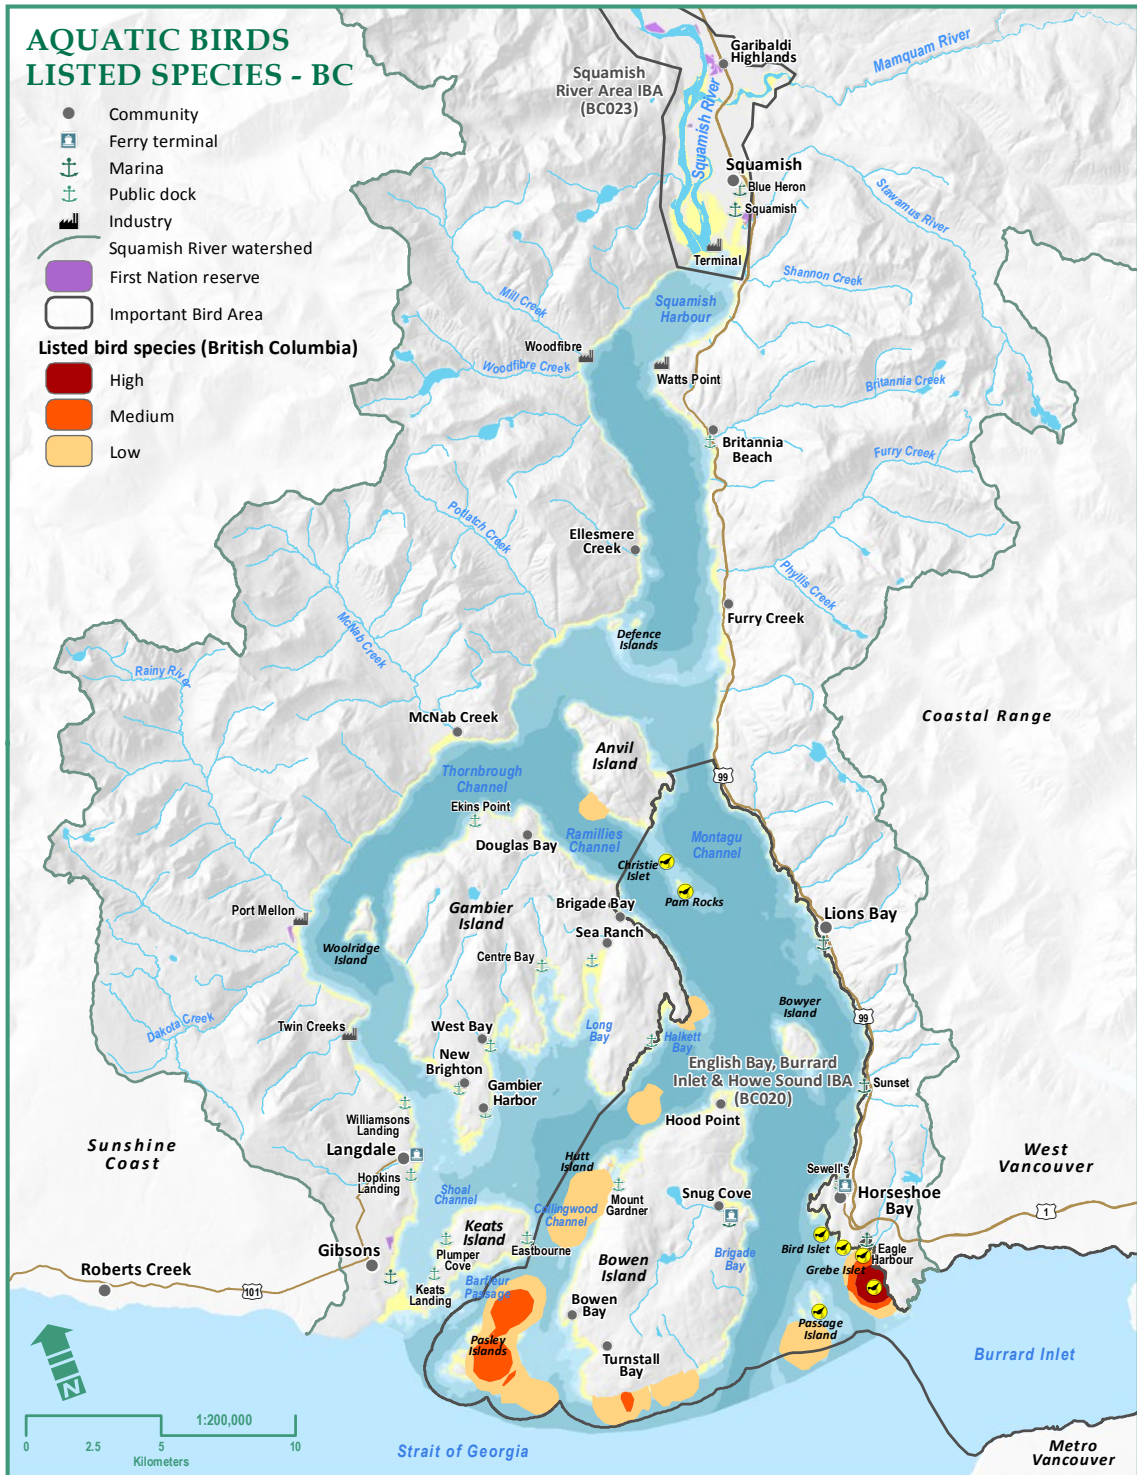 AQUATIC BIRDS
LISTED SPECIES - BC
Community
Ferry terminal
Marina
Public dock
Industry
Squamish River watershed
First Nation reserve
Important Bird Area
Listed bird species (British Columbia)
High
Medium
Low
Garibaldi
Highlands
Mamquam River
Squamish
River Area IBA
(BC023)
Squamish River
Squamish
Blue Heron
Squamish
Stawamus River
Terminal
Shannon Creek
Squamish
Harbour
Mill Creek
Woodfibre
Woodfibre Creek
Watts Point
Britannia Creek
Britannia
Beach
Furry Creek
Potlatch Creek
Ellesmere
Creek
Phyllis Creek
Furry Creek
Defence
Islands
McNab Creek
Rainy River
McNab Creek
Coastal Range
Anvil
Island
Thornbrough
Channel
99
Ekins Point
Douglas Bay
Ramillies
Channel
Montagu
Channel
Christie
Islet
Pam Rocks
Port Mellon
Gambier
Island
Brigade Bay
Sea Ranch
Lions Bay
Woolridge
Island
Centre Bay
Bowyer
Island
99
Dakota Creek
Twin Creeks
West Bay
Long
Bay
Halkett
Bay
New
Brighton
English Bay, Burrard
Inlet & Howe Sound IBA
(BC020)
Sunset
Gambier
Harbor
Hood Point
Williamsons
Landing
Sunshine
Coast
Langdale
Hopkins
Landing
Hutt
Island
West
Vancouver
Sewell's
Shoal
Channel
Mount
Gardner
Snug Cove
Horseshoe
Bay
1
Collingwood
Channel
Keats
Island
Eastbourne
Plumper
Cove
Gibsons
Bowen
Island
Brigade
Bay
Bird Islet
Eagle
Harbour
Grebe Islet
Roberts Creek
101
Keats
Landing
Barfleur
Passage
Bowen
Bay
Passage
Island
Pasley
Islands
Turnstall
Bay
Burrard Inlet
N
1:200,000
0
2.5
5
10
Kilometers
Strait of Georgia
Metro
Vancouver